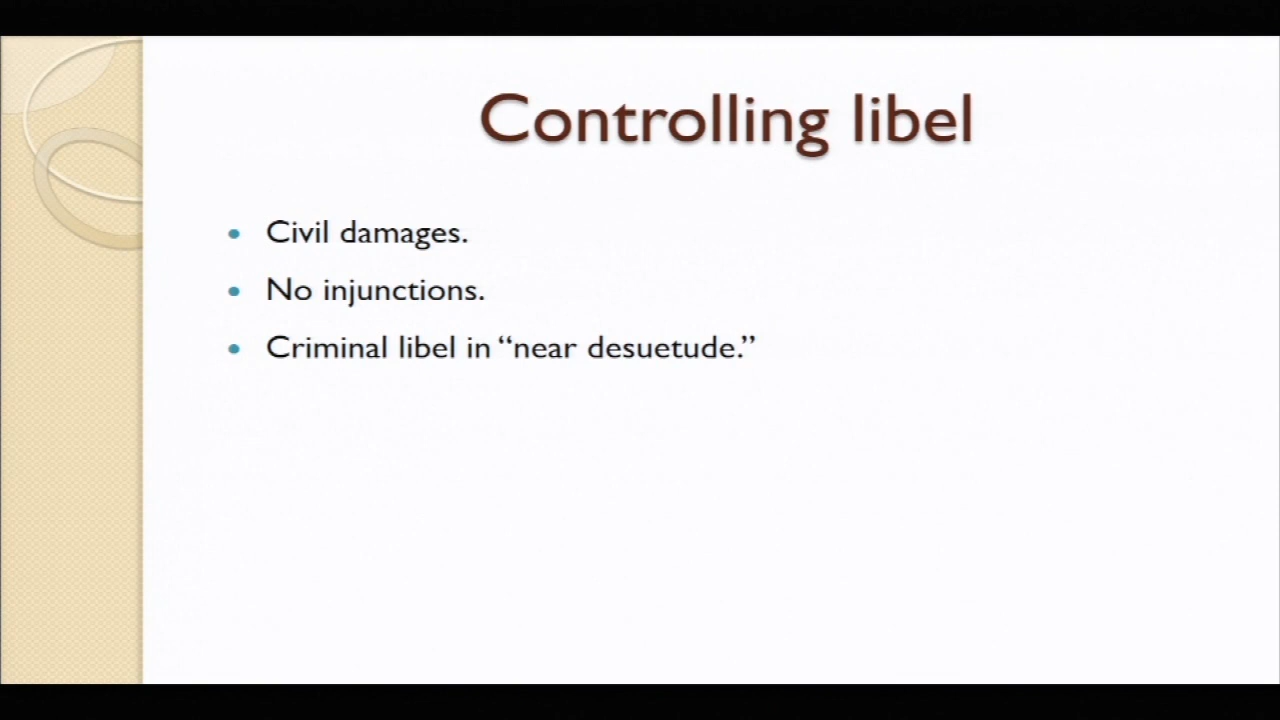 Controlling libel
• Civil damages.
• No injunctions.
• Criminal libel in “near desuetude.”